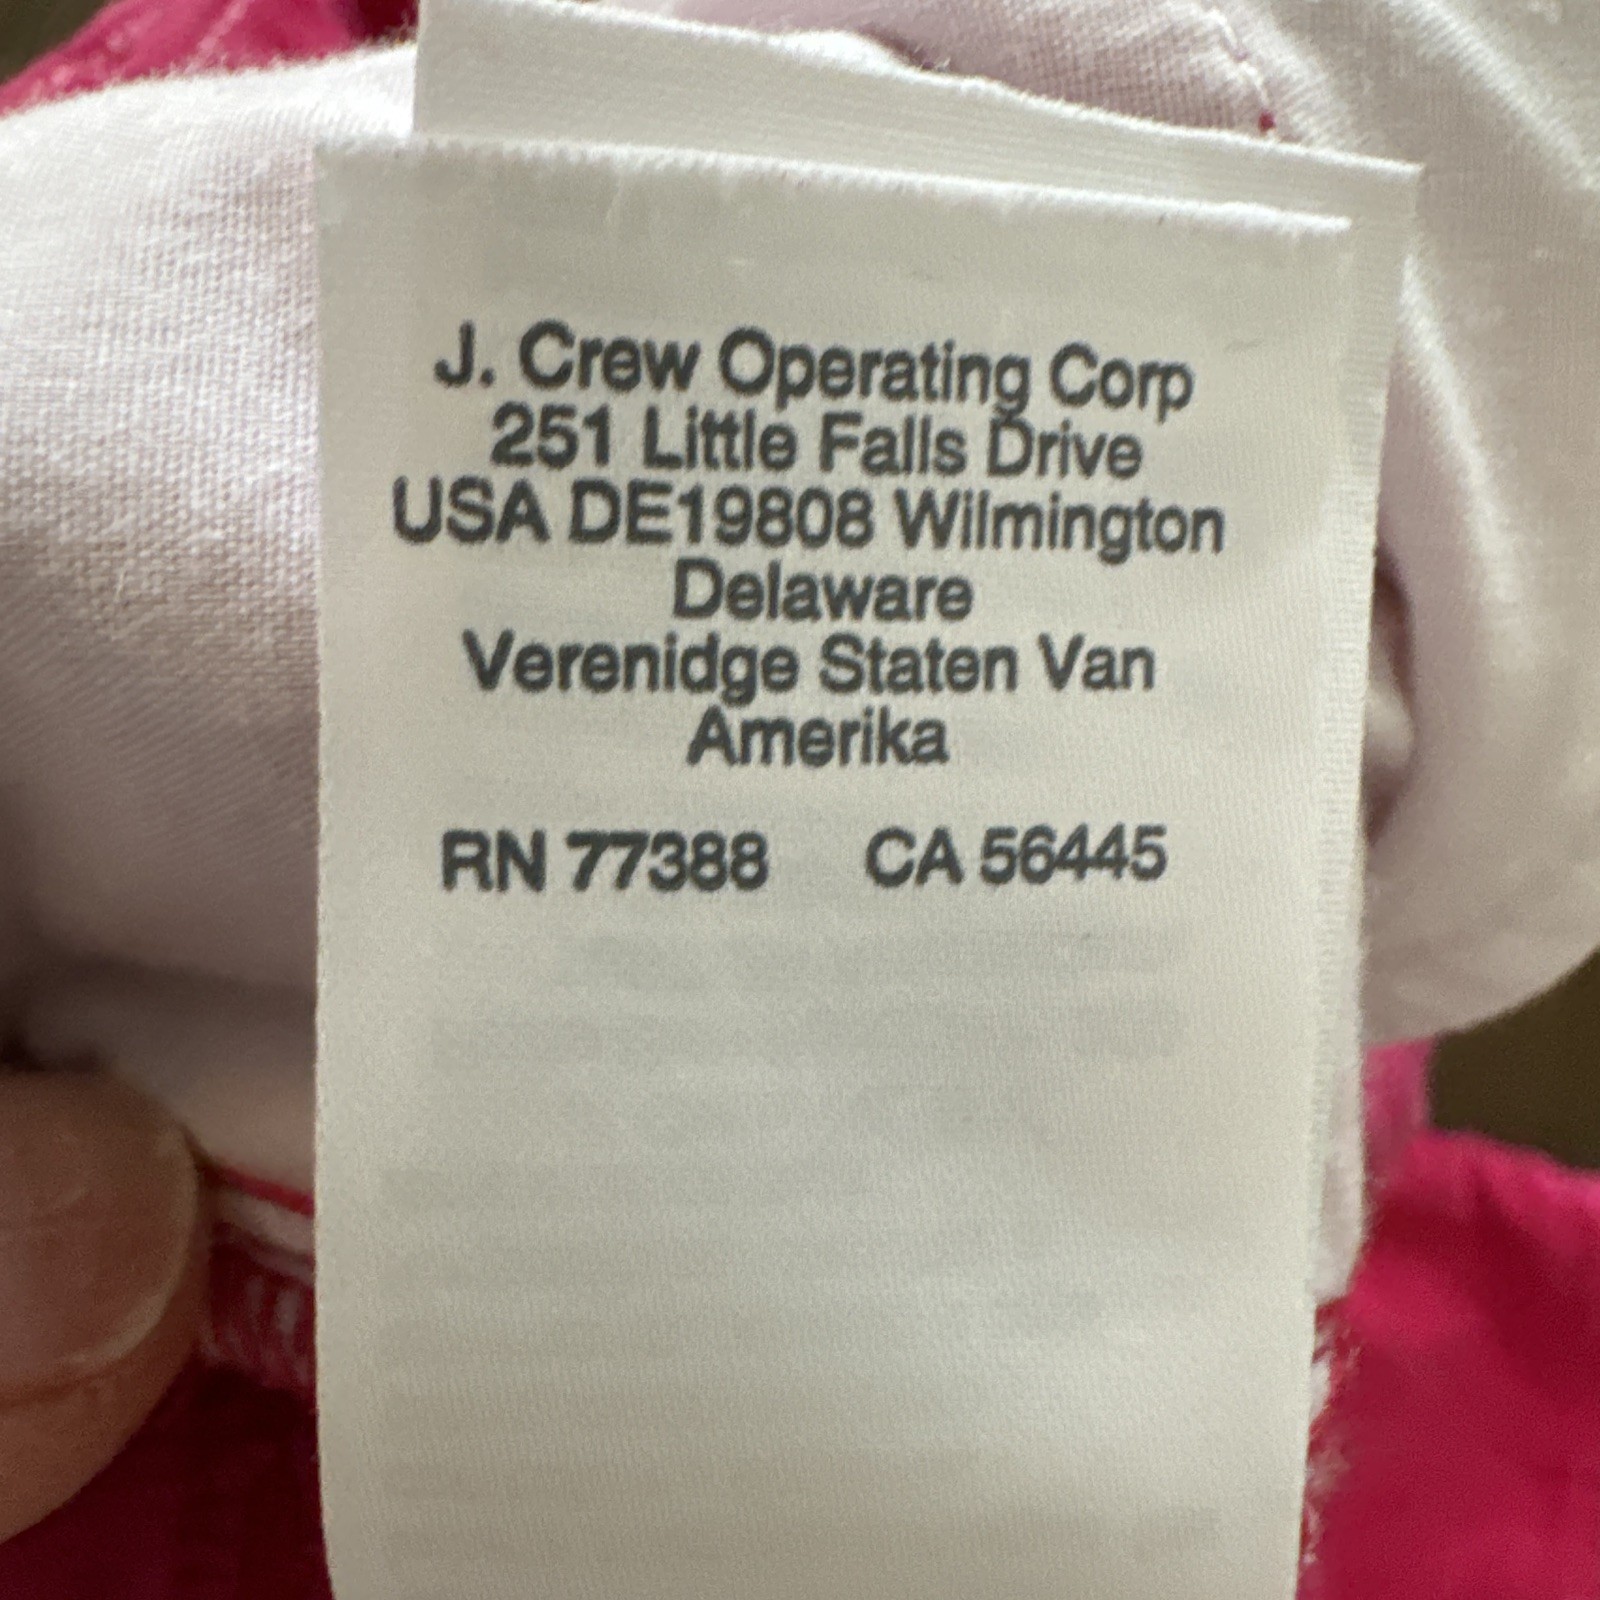 J. Crew Operating Corp
251 Little Falls Drive
USA DE19808 Wilmington
Delaware
Verenidge Staten Van
Amerika
RN 77388 CA 56445